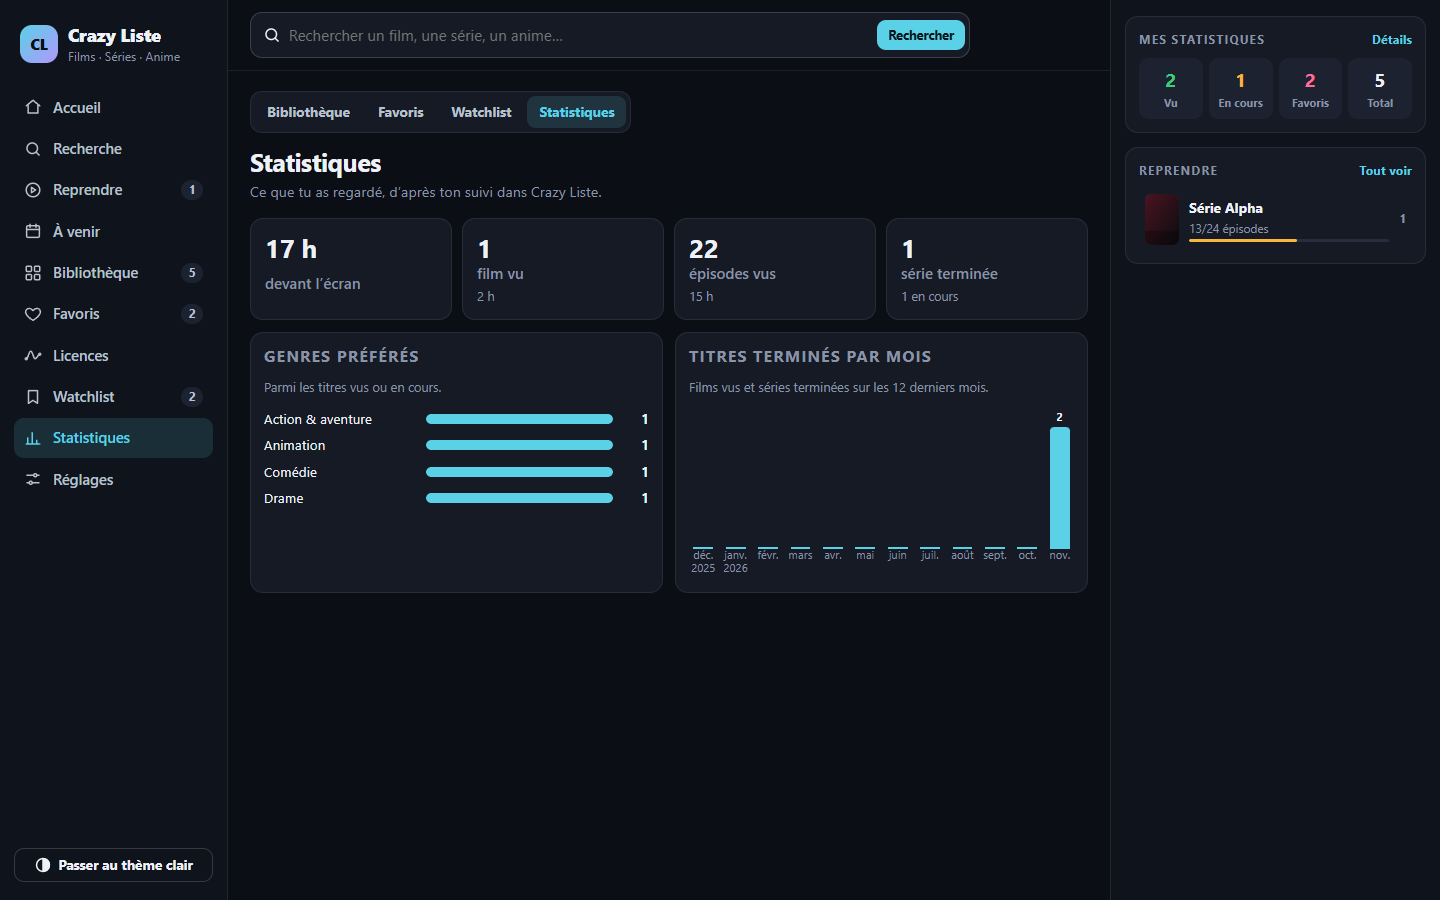 CL
Crazy Liste
Films · Séries · Anime
Accueil
Recherche
Reprendre 1
À venir
Bibliothèque 5
Favoris 2
Licences
Watchlist 2
Statistiques
Réglages
Passer au thème clair
Rechercher un film, une série, un anime...
Rechercher
Bibliothèque Favoris Watchlist Statistiques
Statistiques
Ce que tu as regardé, d'après ton suivi dans Crazy Liste.
17 h
devant l'écran
1
film vu
2 h
22
épisodes vus
15 h
1
série terminée
1 en cours
GENRES PRÉFÉRÉS
Parmi les titres vus ou en cours.
Action & aventure 1
Animation 1
Comédie 1
Drame 1
TITRES TERMINÉS PAR MOIS
Films vus et séries terminées sur les 12 derniers mois.
2
déc. janv. févr. mars avr. mai juin juil. août sept. oct. nov.
2025 2026
MES STATISTIQUES Détails
2 1 2 5
Vu En cours Favoris Total
REPRENDRE Tout voir
Série Alpha
13/24 épisodes
1